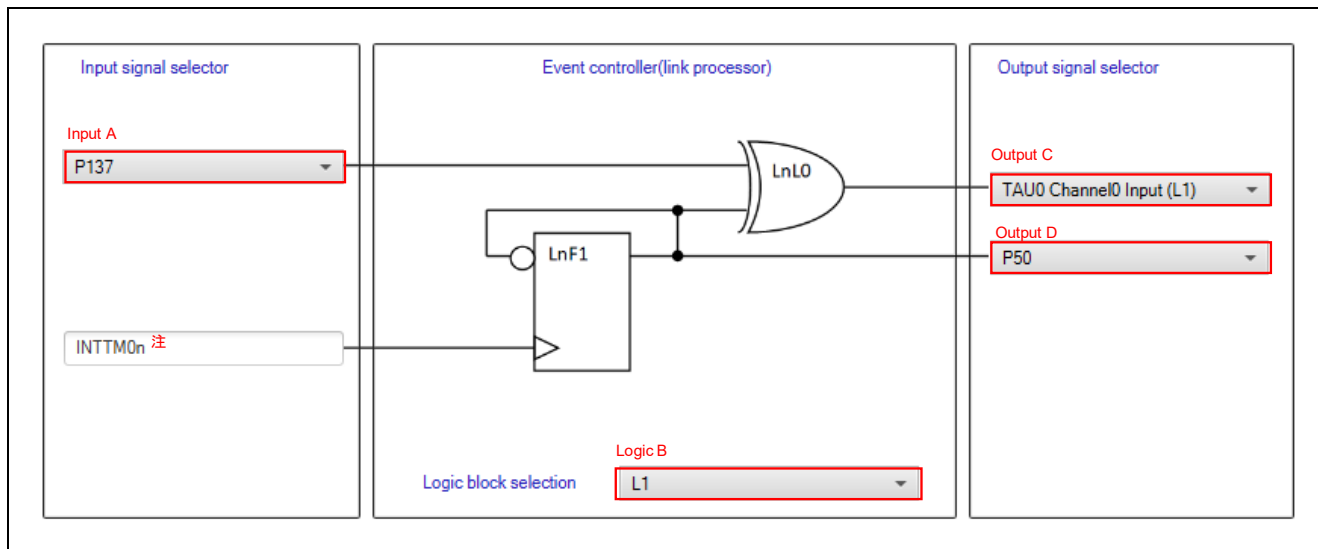 Input signal selector
Input A
P137
INTTM0n 注
Event controller(link processor)
LnL0
LnF1
Logic B
Logic block selection
L1
Output signal selector
Output C
TAU0 Channel0 Input (L1)
Output D
P50